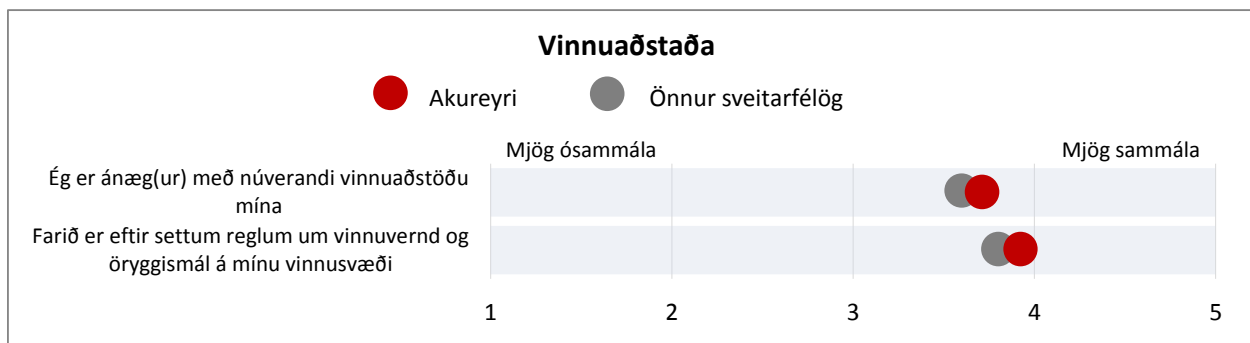 Vinnuaðstaða
Akureyri
Önnur sveitarfélög
Mjög ósammála
Mjög sammála
Ég er ánæg(ur) með núverandi vinnuaðstöðu
mína
Farið er eftir settum reglum um vinnuvernd og
öryggismál á mínu vinnusvæði
1 2 3 4 5